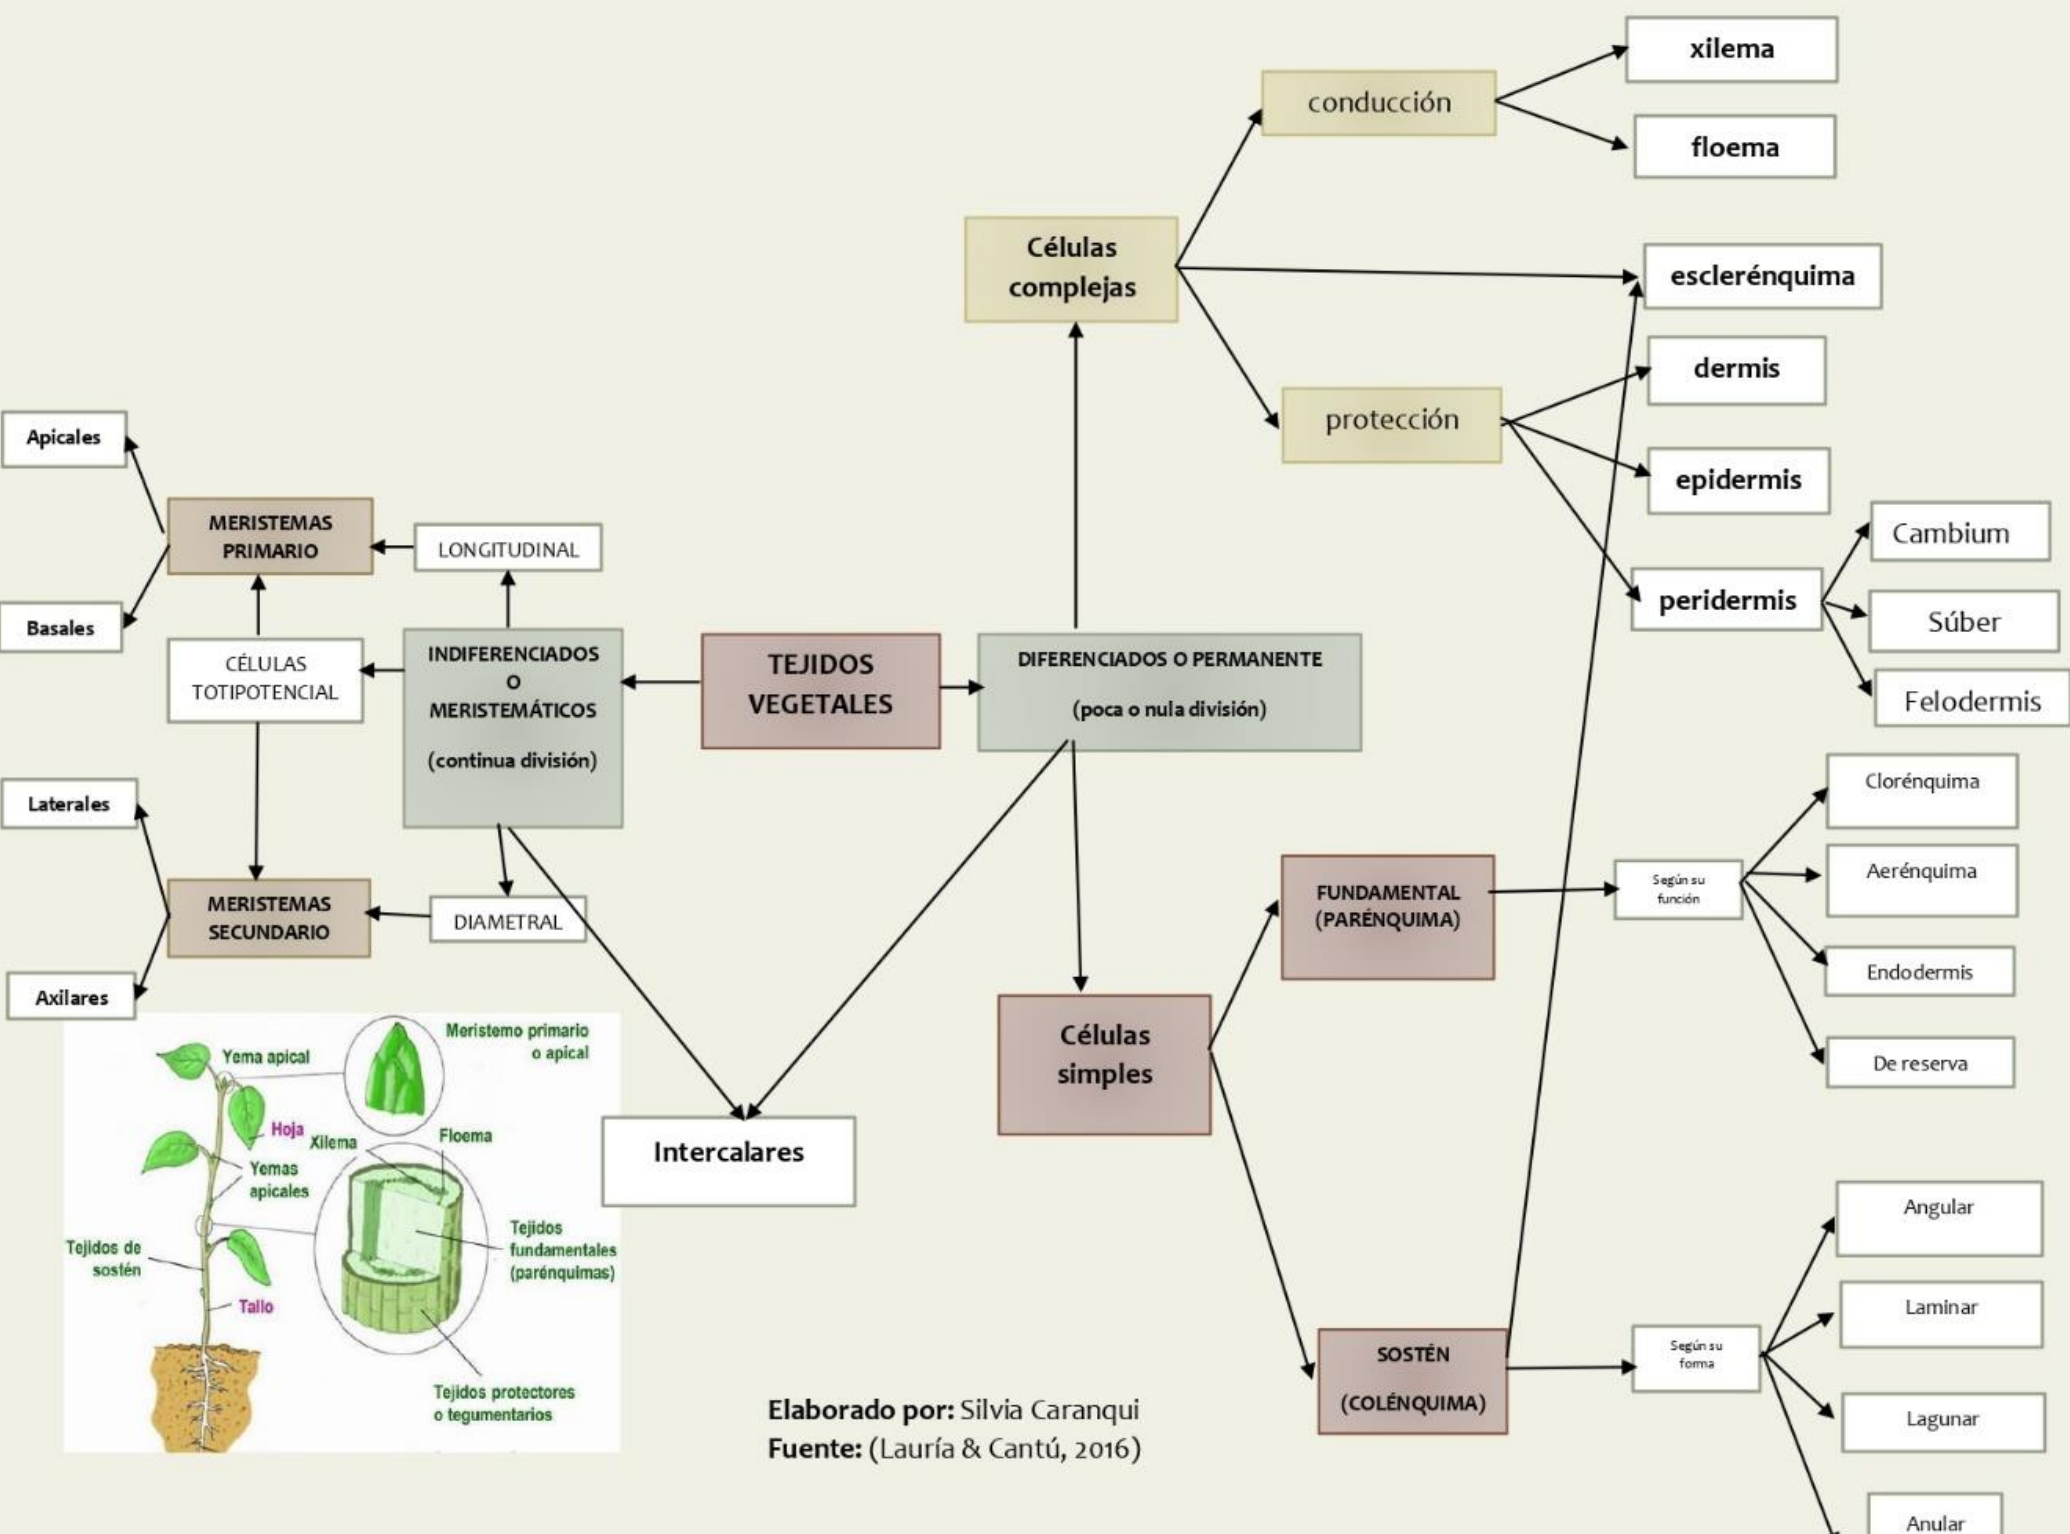 xilema
conducción
floema
Células
complejas
esclerénquima
dermis
protección
epidermis
Apicales
MERISTEMAS
PRIMARIO
LONGITUDINAL
Cambium
peridermis
Súber
Felodermis
Basales
CÉLULAS
TOTIPOTENCIAL
INDIFERENCIADOS
O
MERISTEMÁTICOS
(continua división)
TEJIDOS
VEGETALES
DIFERENCIADOS O PERMANENTE
(poca o nula división)
Laterales
MERISTEMAS
SECUNDARIO
DIAMETRAL
Axilares
FUNDAMENTAL
(PARÉNQUIMA)
Según su
función
Clorénquima
Aerénquima
Endodermis
De reserva
Células
simples
Intercalares
Meristemo primario
o apical
Yema apical
Hoja
Xilema
Floema
Yemas
apicales
Tejidos
fundamentales
(parénquimas)
Tejidos de
sostén
Tallo
Tejidos protectores
o tegumentarios
SOSTÉN
(COLÉNQUIMA)
Según su
forma
Angular
Laminar
Lagunar
Anular
Elaborado por: Silvia Caranqui
Fuente: (Lauría & Cantú, 2016)